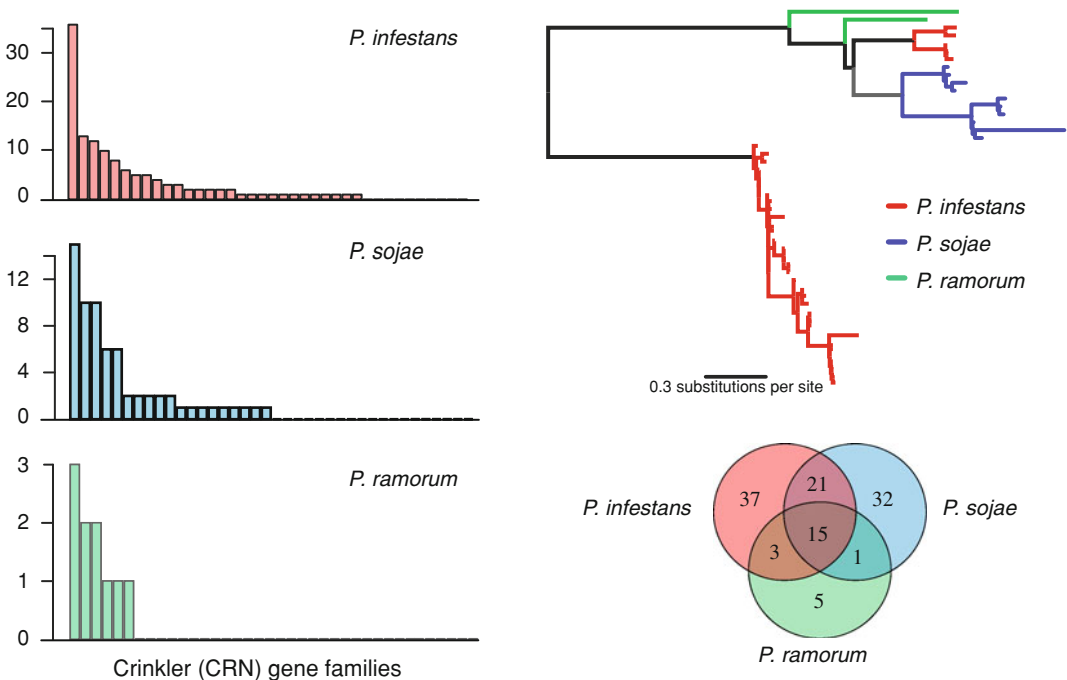 P. infestans
30
20
10
0
P. sojae
12
8
4
0
P. ramorum
3
2
1
0
Crinkler (CRN) gene families
P. infestans
P. sojae
P. ramorum
0.3 substitutions per site
37
21
32
P. infestans
P. sojae
15
3
1
5
P. ramorum